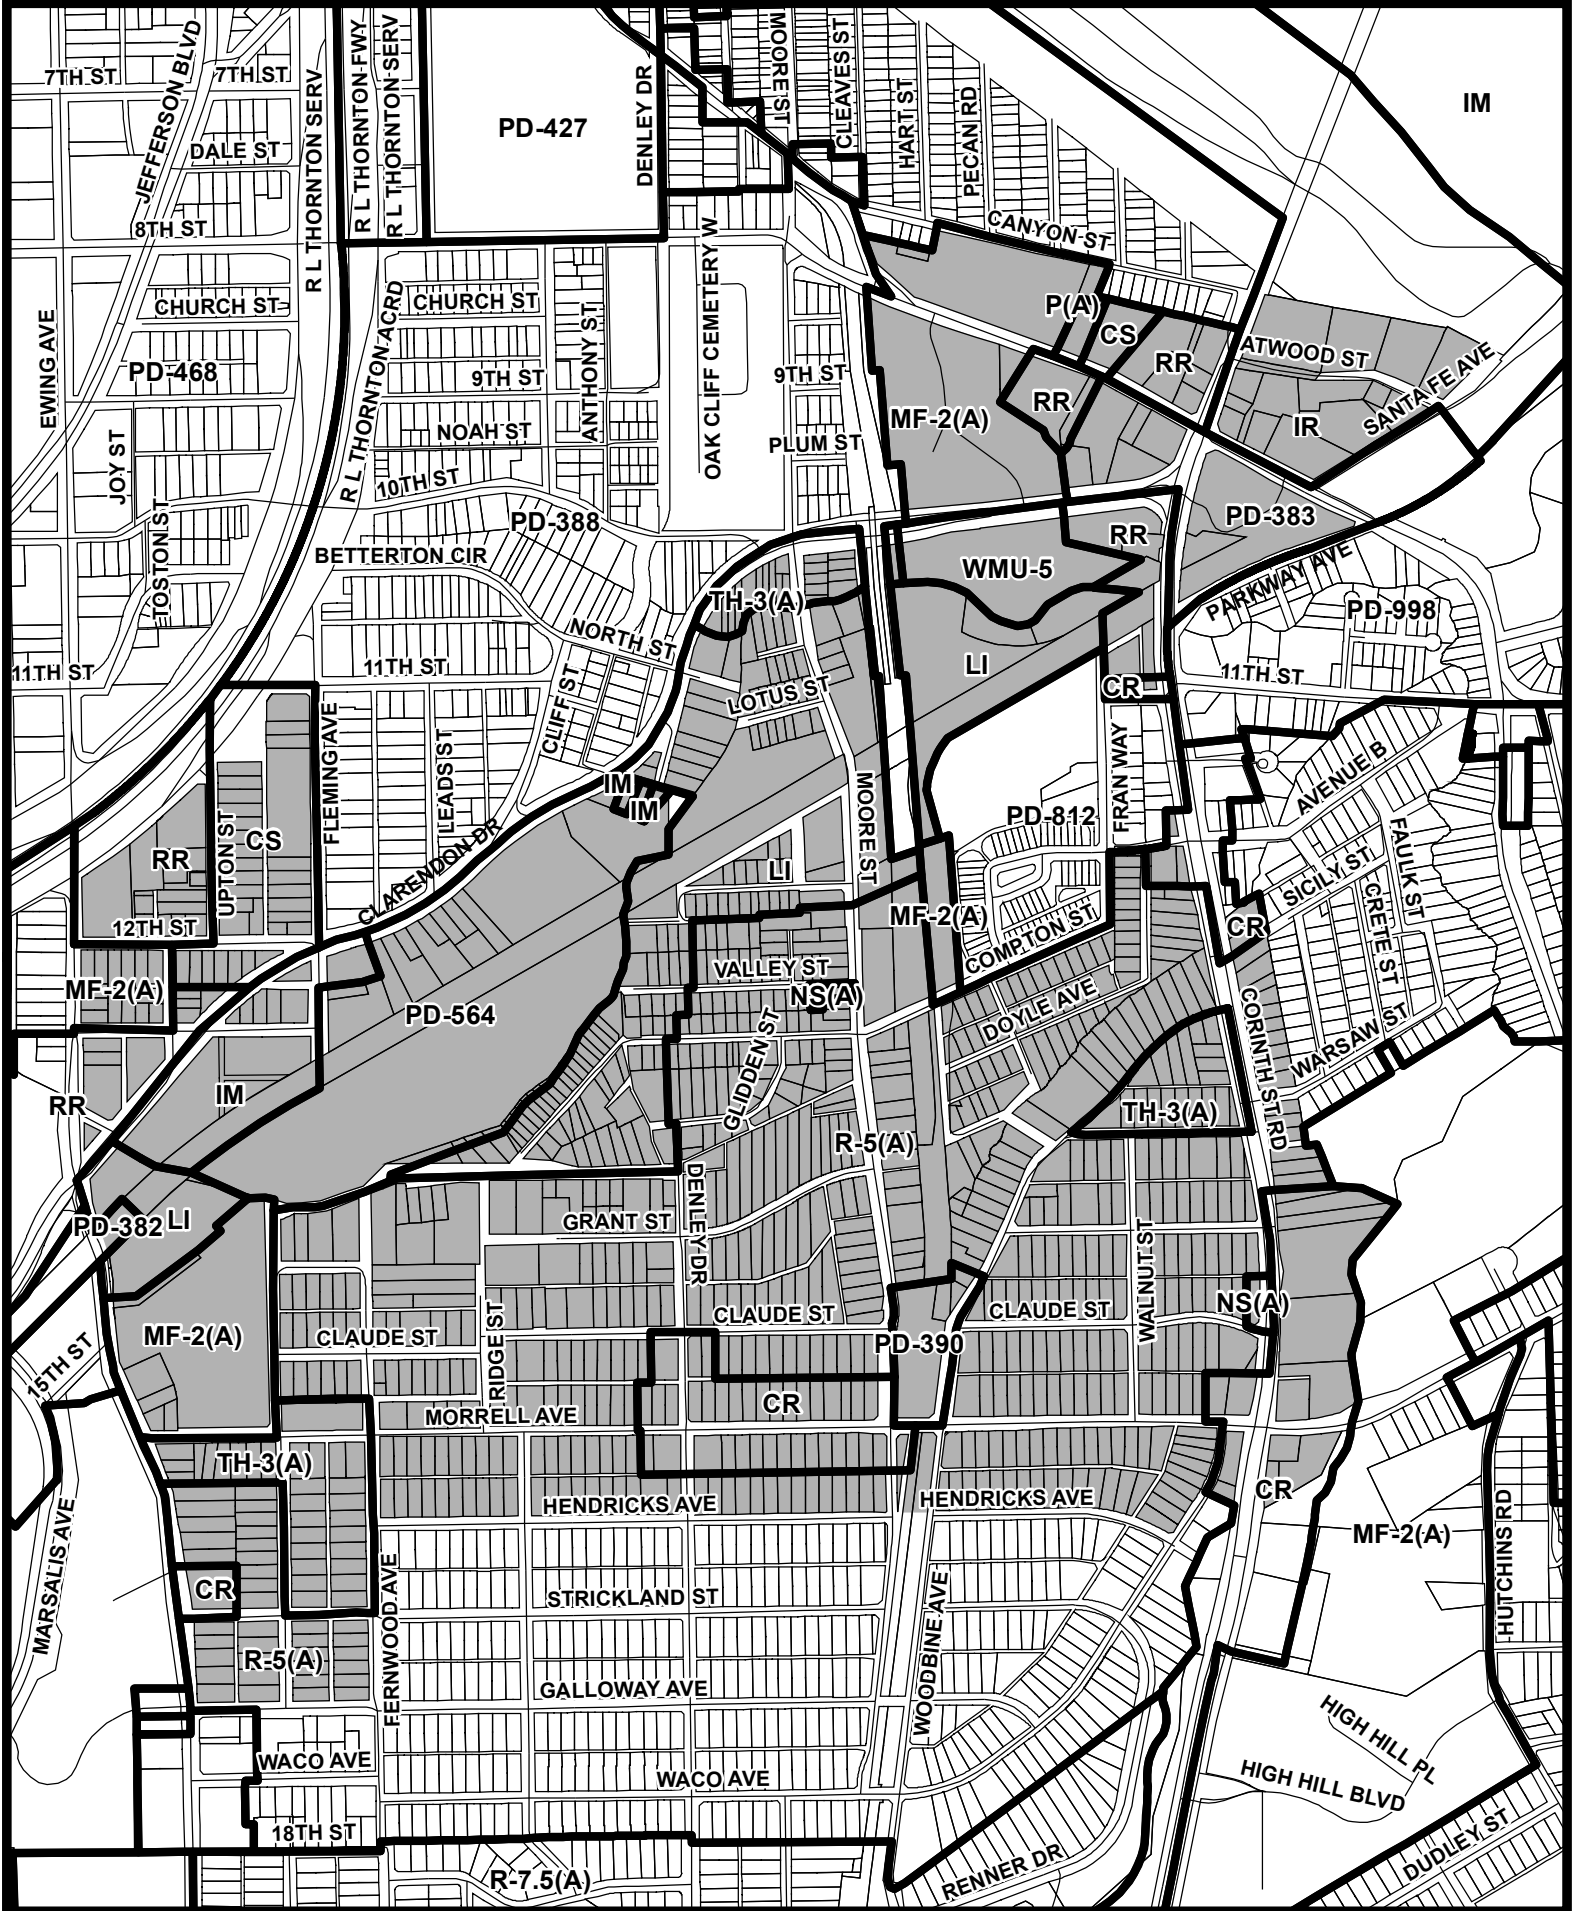 7TH ST
JEFFERSON BLVD
7TH ST
R L THORNTON SERV
R L THORNTON FWY
R L THORNTON SERV
PD-427
DENLEY DR
MOORE ST
CLEAVES ST
HART ST
PECAN RD
IM
DALE ST
8TH ST
CANYON ST
CHURCH ST
CHURCH ST
OAK CLIFF CEMETERY W
P(A)
CS
RR
ATWOOD ST
SANTA FE AVE
EWING AVE
PD-468
R L THORNTON ACRD
9TH ST
ANTHONY ST
9TH ST
RR
MF-2(A)
IR
NOAH ST
PLUM ST
JOY ST
10TH ST
TOSTON ST
PD-388
PD-383
RR
BETTERTON CIR
WMU-5
PARKWAY AVE
TH-3(A)
PD-998
NORTH ST
11TH ST
11TH ST
LI
11TH ST
CR
LOTUS ST
CLIFF ST
FLEMING AVE
LEADS ST
FRAN WAY
AVENUE B
IM
IM
MOORE ST
PD-812
FAULK ST
UPTON ST
CS
RR
CLARENDON DR
LI
SICILY ST
CRETE ST
12TH ST
MF-2(A)
CR
COMPTON ST
VALLEY ST
MF-2(A)
NS(A)
PD-564
DOYLE AVE
CORINTH ST RD
WARSAW ST
GLIDDEN ST
IM
RR
TH-3(A)
R-5(A)
DENLEY DR
PD-382
LI
GRANT ST
WALNUT ST
NS(A)
CLAUDE ST
CLAUDE ST
MF-2(A)
CLAUDE ST
PD-390
15TH ST
RIDGE ST
CR
MORRELL AVE
TH-3(A)
CR
HENDRICKS AVE
HENDRICKS AVE
MF-2(A)
HUTCHINS RD
MARSALIS AVE
CR
FERNWOOD AVE
STRICKLAND ST
WOODBINE AVE
R-5(A)
GALLOWAY AVE
HIGH HILL PL
WACO AVE
WACO AVE
HIGH HILL BLVD
18TH ST
DUDLEY ST
R-7.5(A)
RENNER DR